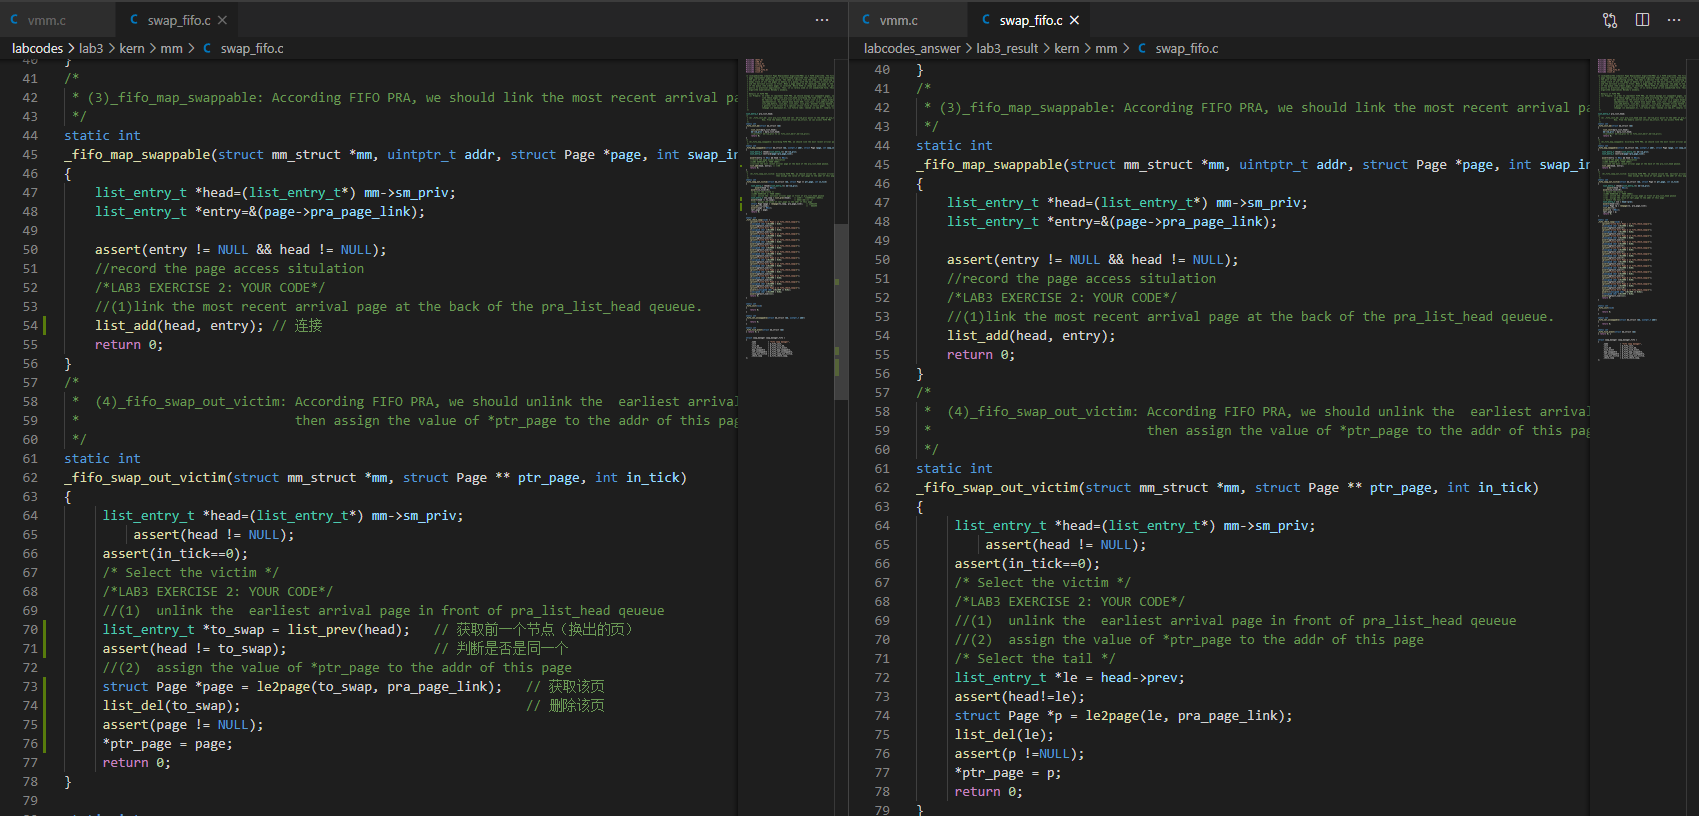 vmm.c
swap_fifo.c
labcodes > lab3 > kern > mm > C swap_fifo.c
40 }
41 /*
42  * (3)_fifo_map_swappable: According FIFO PRA, we should link the most recent arrival pa
43  */
44 static int
45 _fifo_map_swappable(struct mm_struct *mm, uintptr_t addr, struct Page *page, int swap_in
46 {
47     list_entry_t *head=(list_entry_t*) mm->sm_priv;
48     list_entry_t *entry=&(page->pra_page_link);
49
50     assert(entry != NULL && head != NULL);
51     //record the page access situlation
52     /*LAB3 EXERCISE 2: YOUR CODE*/
53     //(1)link the most recent arrival page at the back of the pra_list_head qeueue.
54     list_add(head, entry); // 连接
55     return 0;
56 }
57 /*
58  *  (4)_fifo_swap_out_victim: According FIFO PRA, we should unlink the  earliest arrival
59  *                            then assign the value of *ptr_page to the addr of this pag
60  */
61 static int
62 _fifo_swap_out_victim(struct mm_struct *mm, struct Page ** ptr_page, int in_tick)
63 {
64      list_entry_t *head=(list_entry_t*) mm->sm_priv;
65          assert(head != NULL);
66      assert(in_tick==0);
67      /* Select the victim */
68      /*LAB3 EXERCISE 2: YOUR CODE*/
69      //(1)  unlink the  earliest arrival page in front of pra_list_head qeueue
70      list_entry_t *to_swap = list_prev(head);   // 获取前一个节点（换出的页）
71      assert(head != to_swap);                   // 判断是否是同一个
72      //(2)  assign the value of *ptr_page to the addr of this page
73      struct Page *page = le2page(to_swap, pra_page_link);   // 获取该页
74      list_del(to_swap);                                     // 删除该页
75      assert(page != NULL);
76      *ptr_page = page;
77      return 0;
78 }
79
vmm.c
swap_fifo.c
labcodes_answer > lab3_result > kern > mm > C swap_fifo.c
40 }
41 /*
42  * (3)_fifo_map_swappable: According FIFO PRA, we should link the most recent arrival pa
43  */
44 static int
45 _fifo_map_swappable(struct mm_struct *mm, uintptr_t addr, struct Page *page, int swap_in
46 {
47     list_entry_t *head=(list_entry_t*) mm->sm_priv;
48     list_entry_t *entry=&(page->pra_page_link);
49
50     assert(entry != NULL && head != NULL);
51     //record the page access situlation
52     /*LAB3 EXERCISE 2: YOUR CODE*/
53     //(1)link the most recent arrival page at the back of the pra_list_head qeueue.
54     list_add(head, entry);
55     return 0;
56 }
57 /*
58  *  (4)_fifo_swap_out_victim: According FIFO PRA, we should unlink the  earliest arrival
59  *                            then assign the value of *ptr_page to the addr of this pag
60  */
61 static int
62 _fifo_swap_out_victim(struct mm_struct *mm, struct Page ** ptr_page, int in_tick)
63 {
64      list_entry_t *head=(list_entry_t*) mm->sm_priv;
65          assert(head != NULL);
66      assert(in_tick==0);
67      /* Select the victim */
68      /*LAB3 EXERCISE 2: YOUR CODE*/
69      //(1)  unlink the  earliest arrival page in front of pra_list_head qeueue
70      //(2)  assign the value of *ptr_page to the addr of this page
71      /* Select the tail */
72      list_entry_t *le = head->prev;
73      assert(head!=le);
74      struct Page *p = le2page(le, pra_page_link);
75      list_del(le);
76      assert(p !=NULL);
77      *ptr_page = p;
78      return 0;
79 }